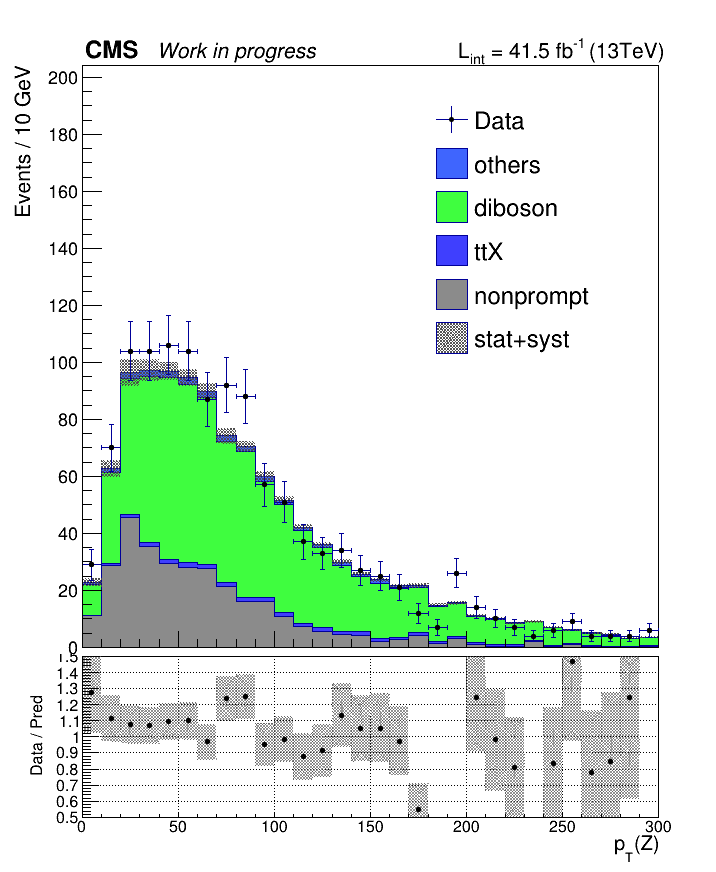 CMS Work in progress L_int = 41.5 fb^-1 (13TeV)
Events / 10 GeV
200
180
160
140
120
100
80
60
40
20
0
Data
others
diboson
ttX
nonprompt
stat+syst
Data / Pred
1.5
1.4
1.3
1.2
1.1
1
0.9
0.8
0.7
0.6
0.5
0 50 100 150 200 250 300
p_T(Z)